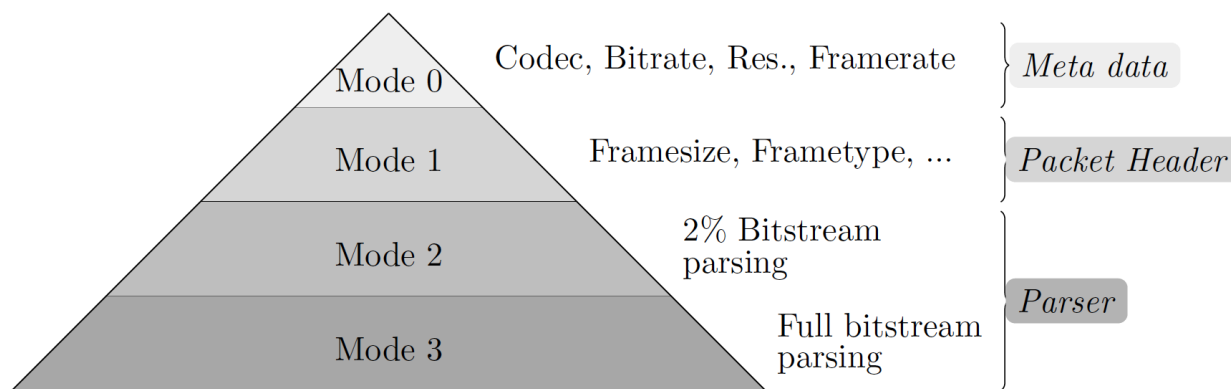 Mode 0
Codec, Bitrate, Res., Framerate
Meta data
Mode 1
Framesize, Frametype, ...
Packet Header
Mode 2
2% Bitstream
parsing
Parser
Mode 3
Full bitstream
parsing